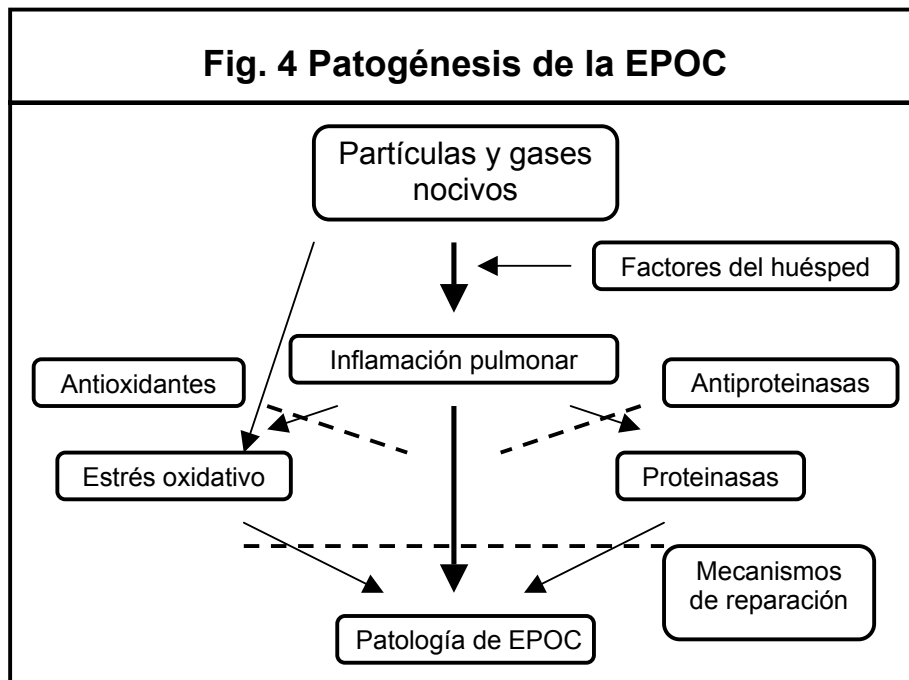 Fig. 4 Patogénesis de la EPOC
Partículas y gases
nocivos
Factores del huésped
Inflamación pulmonar
Antioxidantes
Antiproteinasas
Estrés oxidativo
Proteinasas
Mecanismos
de reparación
Patología de EPOC